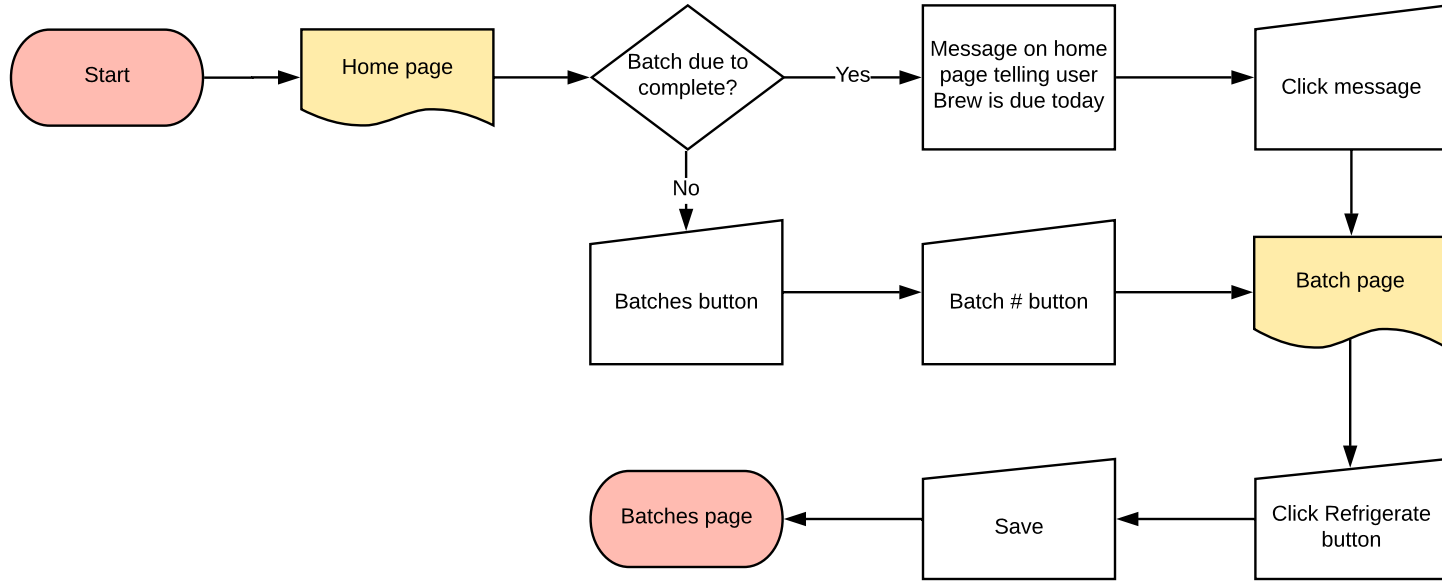 Start
Home page
Batch due to
complete?
Yes
Message on home
page telling user
Brew is due today
Click message
No
Batches button
Batch # button
Batch page
Batches page
Save
Click Refrigerate
button